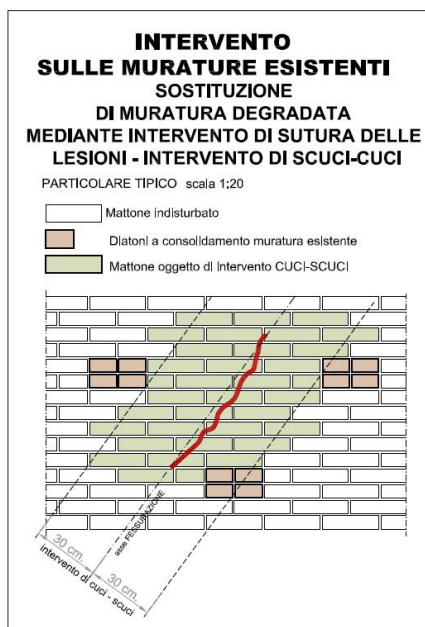 INTERVENTO
SULLE MURATURE ESISTENTI
SOSTITUZIONE
DI MURATURA DEGRADATA
MEDIANTE INTERVENTO DI SUTURA DELLE
LESIONI - INTERVENTO DI SCUCI-CUCI
PARTICOLARE TIPICO scala 1:20
Mattone indisturbato
Diatoni a consolidamento muratura esistente
Mattone oggetto di intervento CUCI-SCUCI
asse FESSURAZIONE
30 cm.
30 cm.
intervento di cuci - scuci